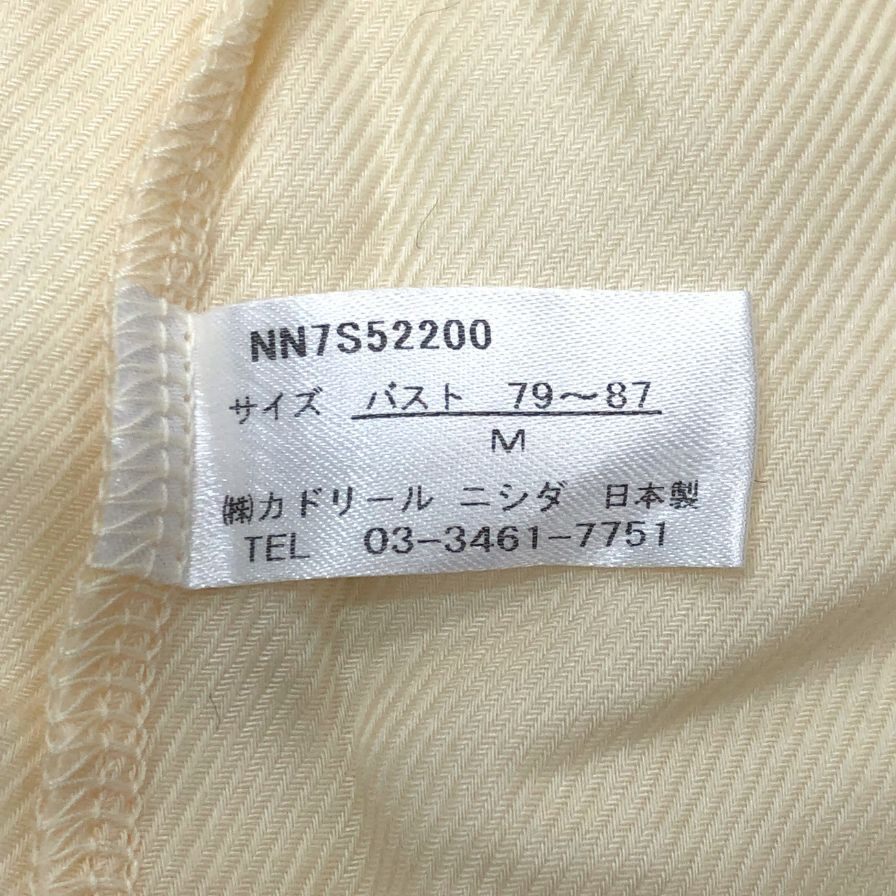 NN7S52200
サイズ バスト 79～87
M
㈱カドリール ニシダ 日本製
TEL 03-3461-7751